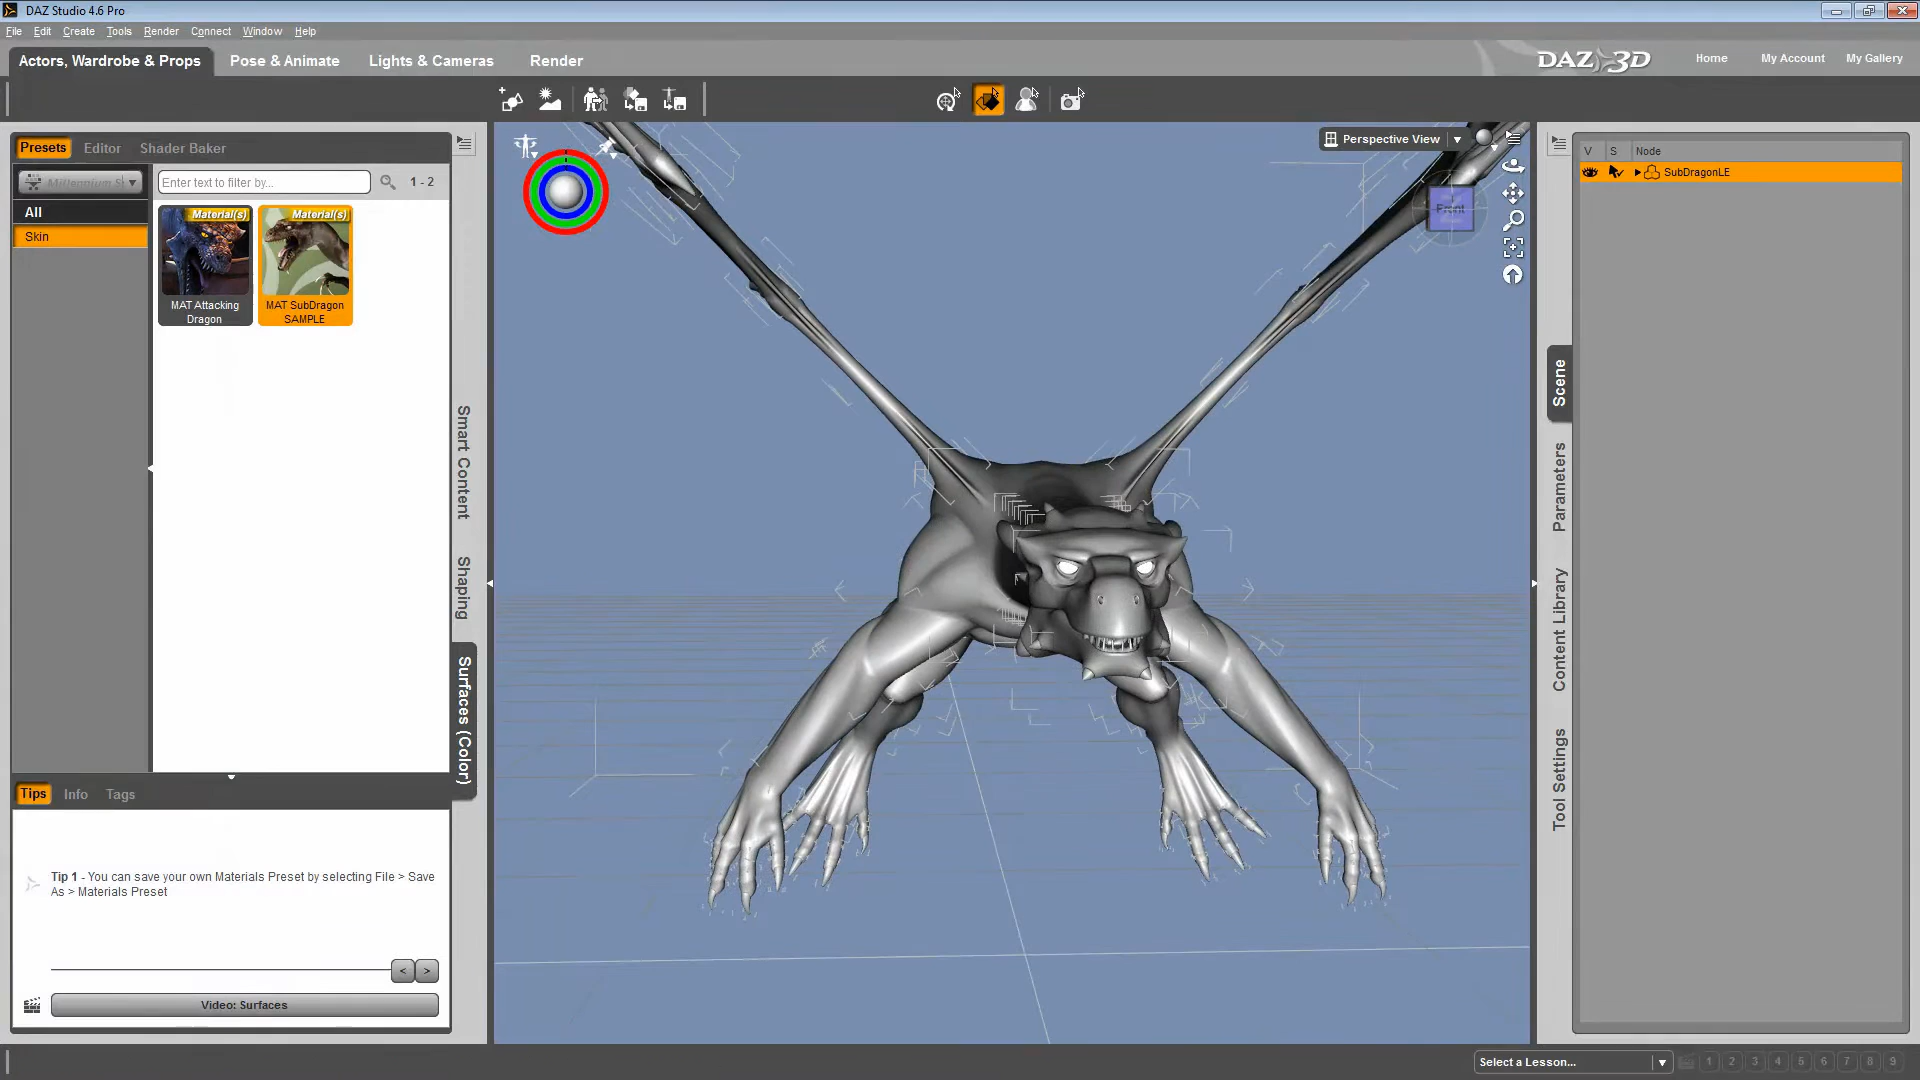 DAZ Studio 4.6 Pro
File Edit Create Tools Render Connect Window Help
Actors, Wardrobe & Props Pose & Animate Lights & Cameras Render
DAZ 3D Home My Account My Gallery
Presets Editor Shader Baker
Enter text to filter by... 1 - 2
All
Skin
Material(s)
MAT Attacking
Dragon
Material(s)
MAT SubDragon
SAMPLE
Smart Content
Shaping
Surfaces (Color)
Tips Info Tags
Tip 1 - You can save your own Materials Preset by selecting File > Save
As > Materials Preset
< >
Video: Surfaces
Perspective View
Front
Scene
Parameters
Content Library
Tool Settings
V S Node
SubDragonLE
Select a Lesson... 1 2 3 4 5 6 7 8 9